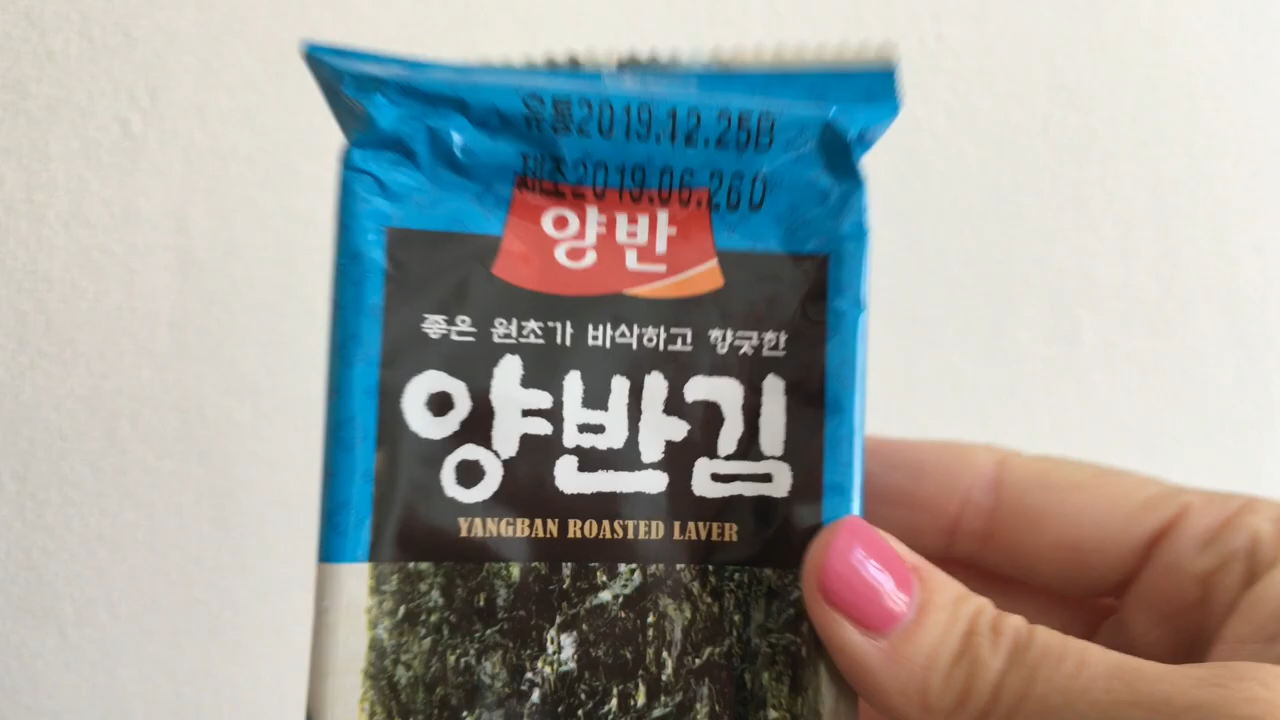 유통2019.12.25B
제조2019.06.26D
양반
좋은 원초가 바삭하고 향긋한
양반김
YANGBAN ROASTED LAVER